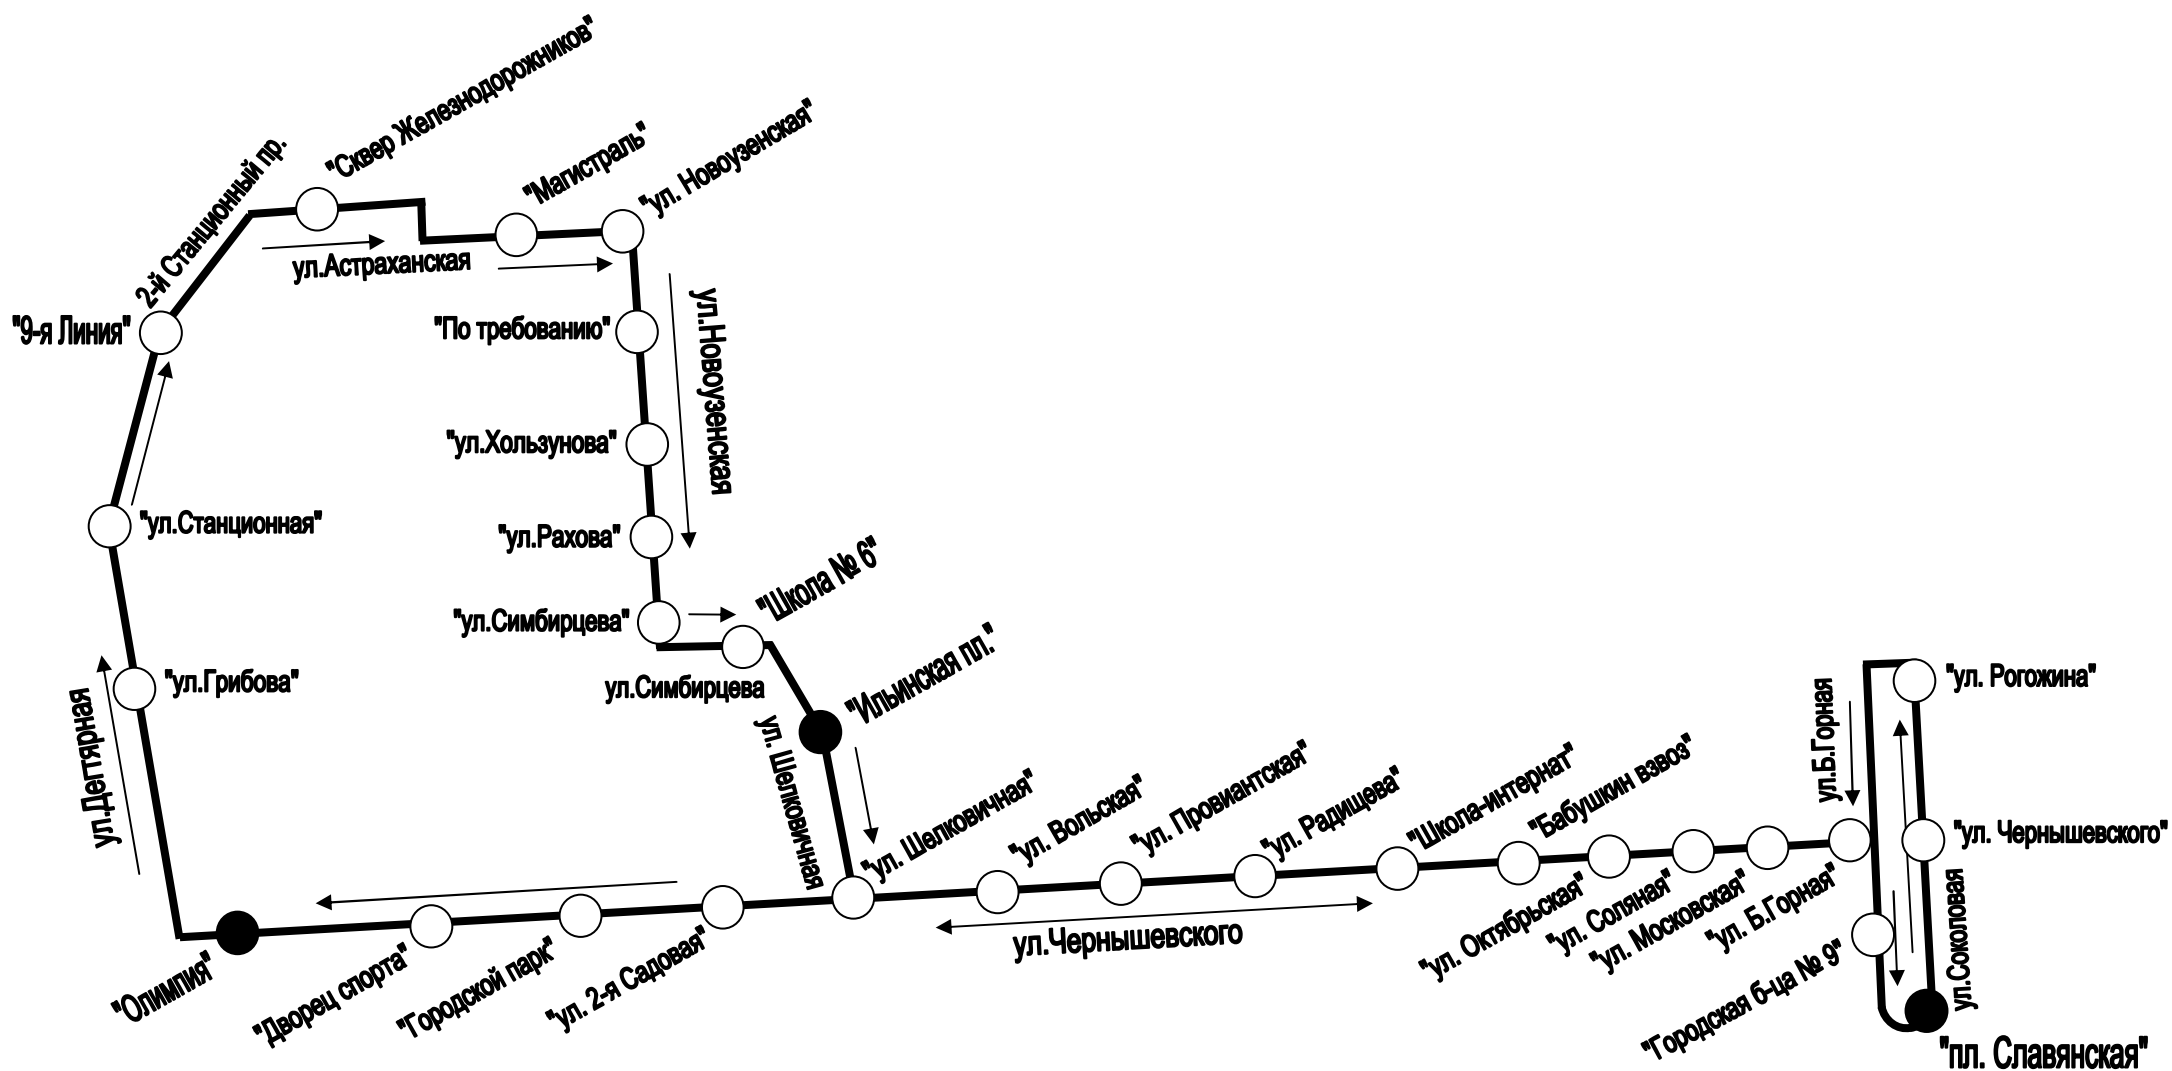 "Сквер Железнодорожников"
"Магистраль"
"ул. Новоузенская"
2-й Станционный пр.
ул.Астраханская
"9-я Линия"
"По требованию"
ул.Новоузенская
"ул.Хользунова"
"ул.Станционная"
"ул.Рахова"
"Школа № 6"
"ул.Симбирцева"
ул.Симбирцева
"Ильинская пл."
"ул.Грибова"
ул.Дегтярная
ул. Шелковичная
"ул. Шелковичная"
"ул. Вольская"
"ул. Провиантская"
"ул. Радищева"
"Школа-интернат"
"Бабушкин взвоз"
ул.Б.Горная
"ул. Рогожина"
"ул. Чернышевского"
ул.Соколовая
ул.Чернышевского
"Олимпия"
"Дворец спорта"
"Городской парк"
"ул. 2-я Садовая"
"ул. Октябрьская"
"ул. Соляная"
"ул. Московская"
"ул. Б.Горная"
"Городская б-ца № 9"
"пл. Славянская"